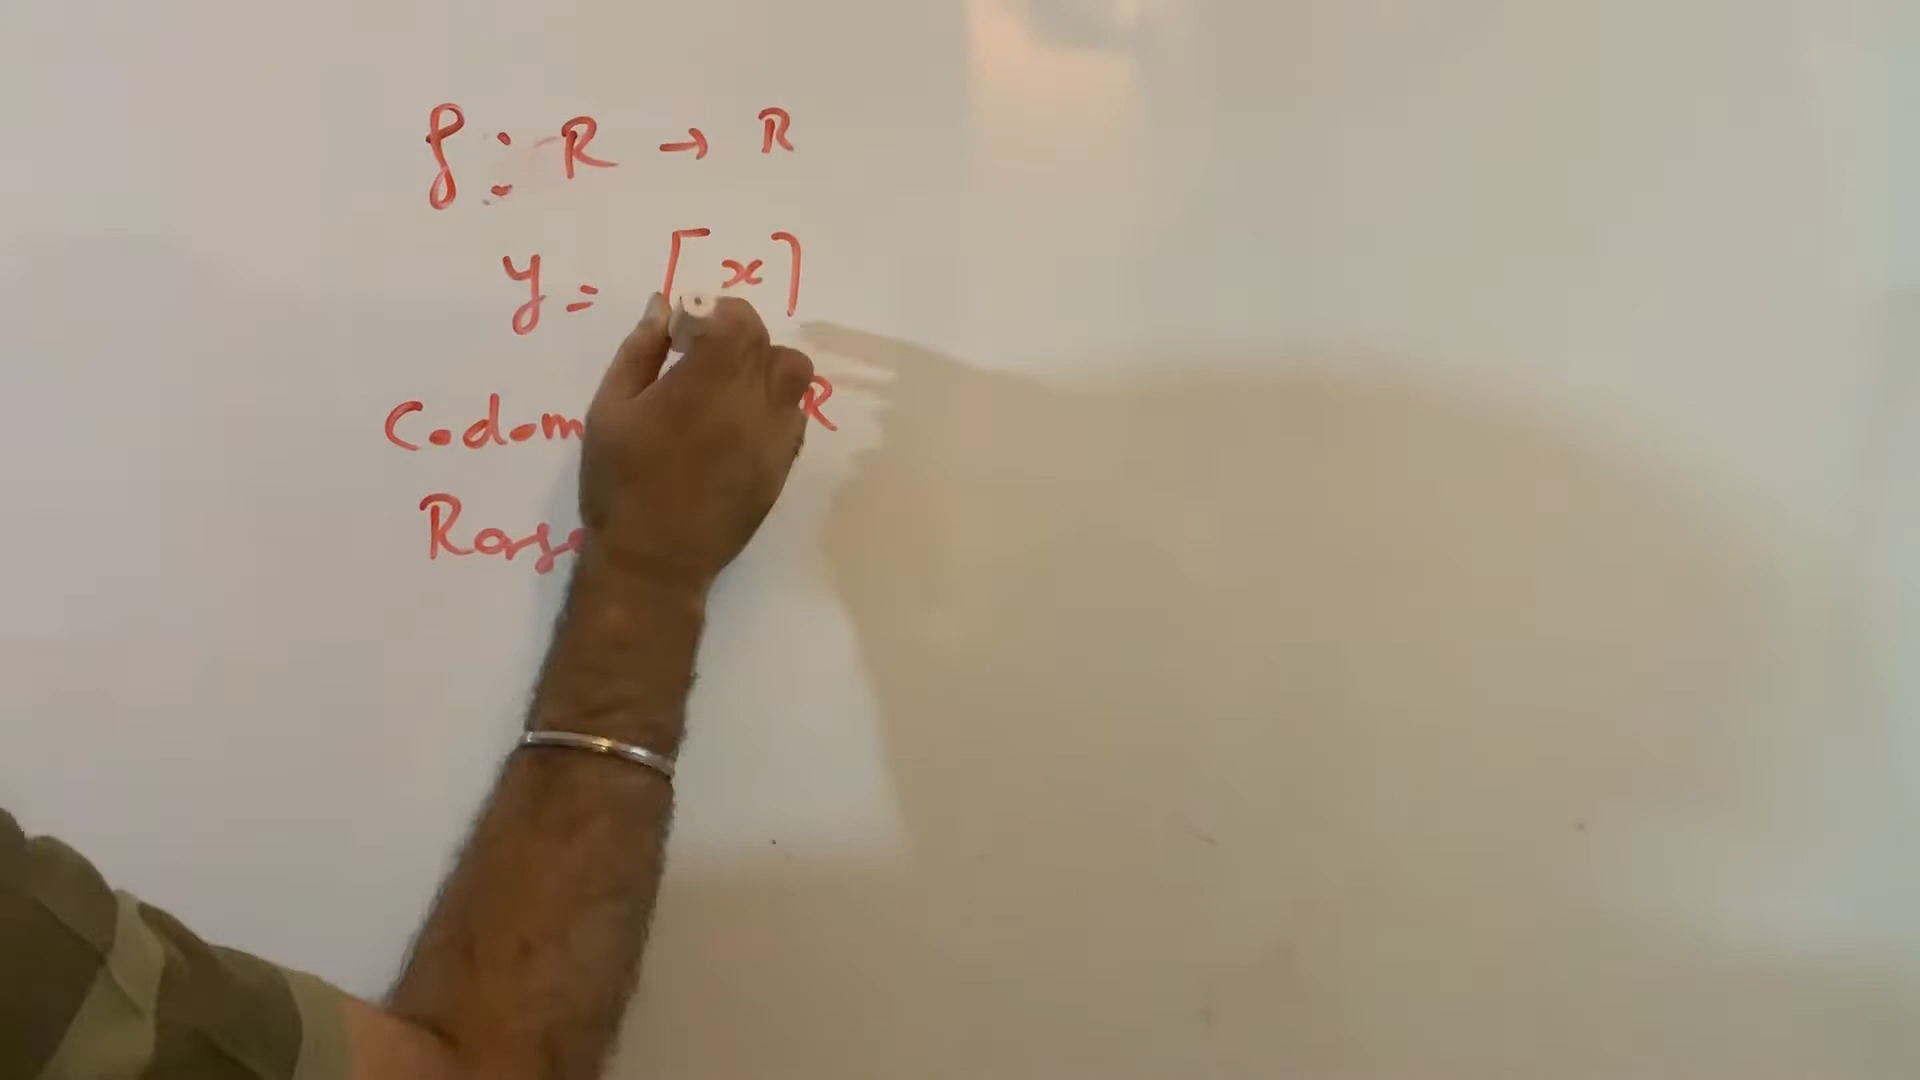 f: R → R
y = [x]
Codom R
Rang